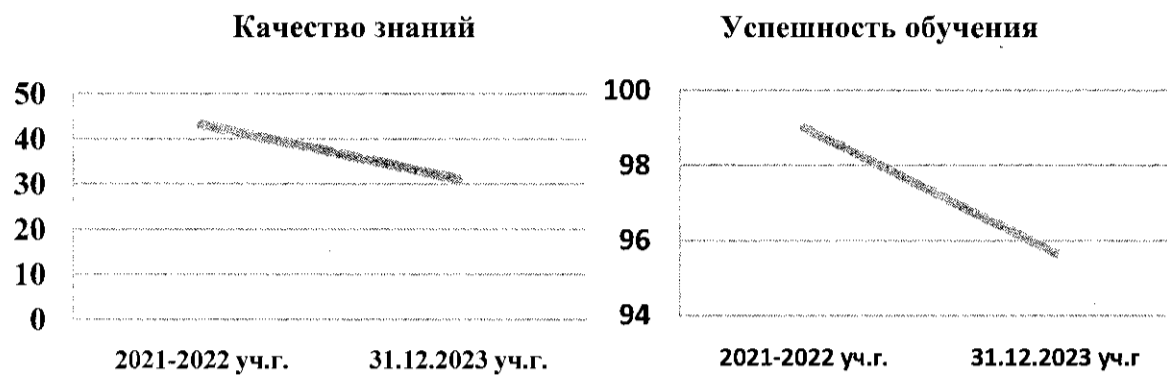 Качество знаний
50
40
30
20
10
0
2021-2022 уч.г.
31.12.2023 уч.г.
Успешность обучения
100
98
96
94
2021-2022 уч.г.
31.12.2023 уч.г